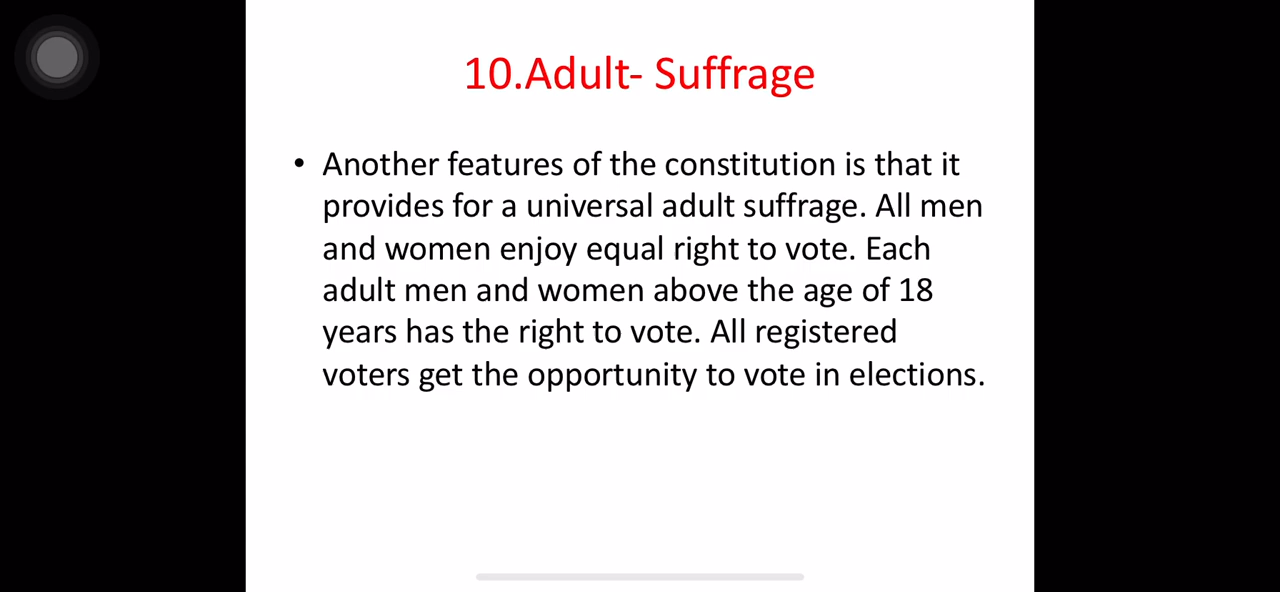 10.Adult- Suffrage
• Another features of the constitution is that it
provides for a universal adult suffrage. All men
and women enjoy equal right to vote. Each
adult men and women above the age of 18
years has the right to vote. All registered
voters get the opportunity to vote in elections.